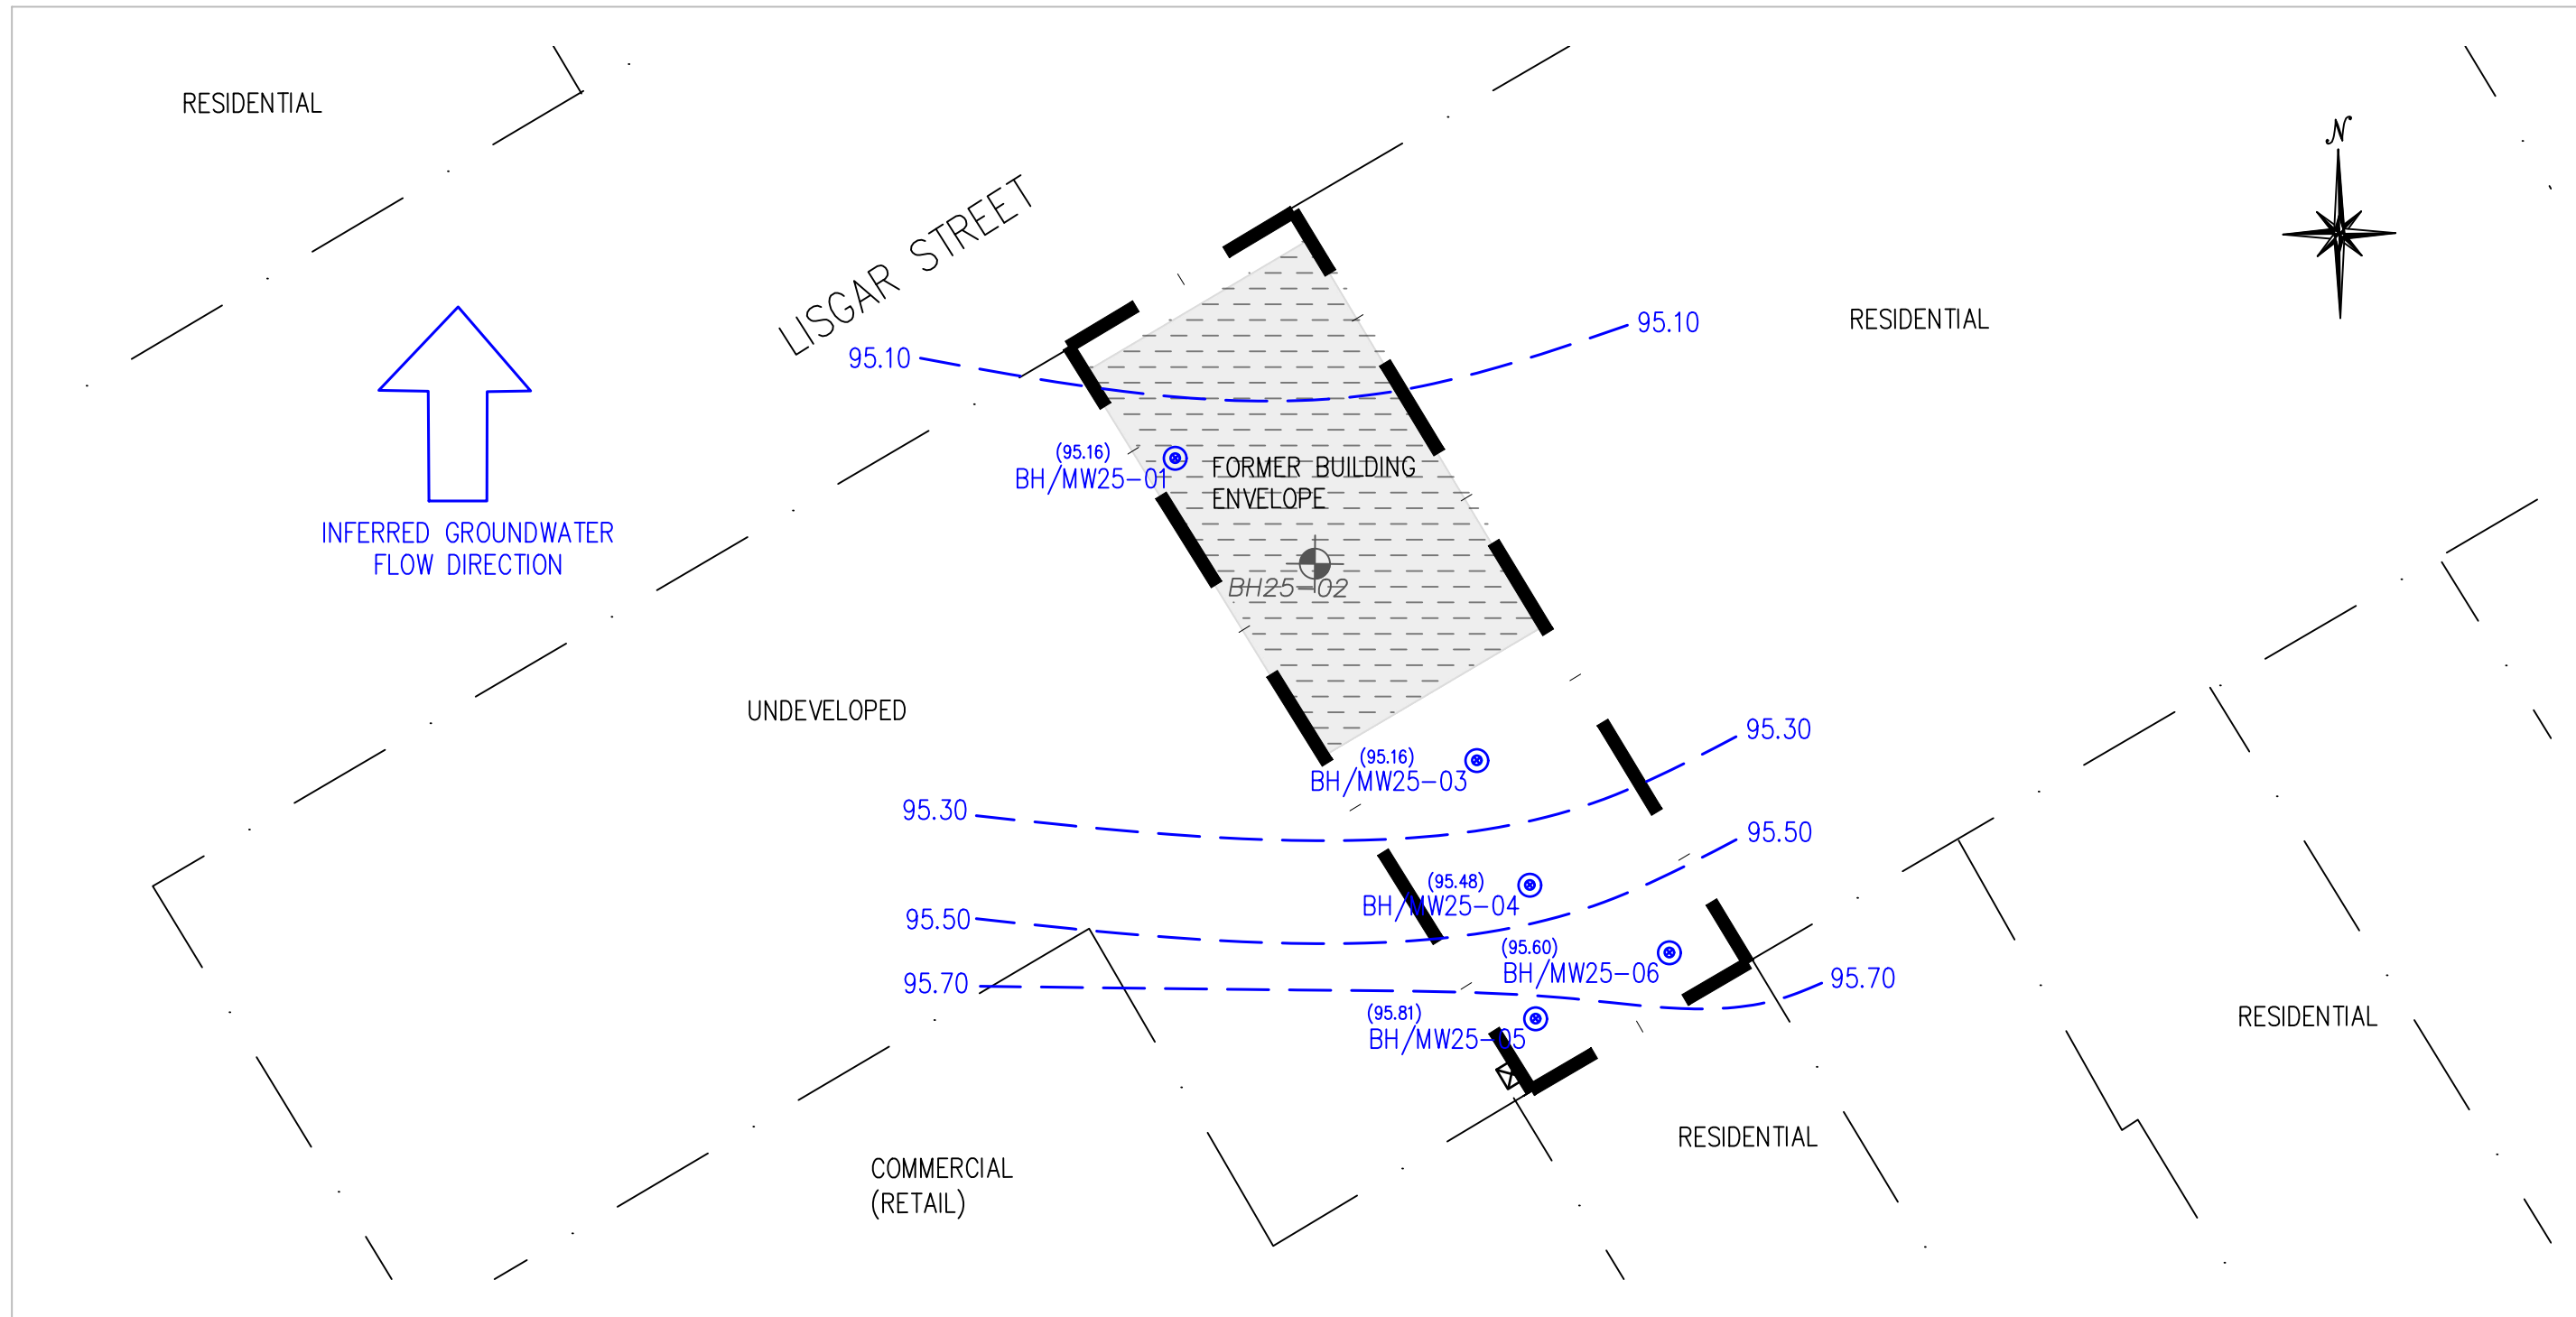 RESIDENTIAL
N
LISGAR STREET
RESIDENTIAL
95.10
95.10
(95.16)
BH/MW25-01
FORMER BUILDING
ENVELOPE
INFERRED GROUNDWATER
FLOW DIRECTION
BH25-02
UNDEVELOPED
95.30
(95.16)
BH/MW25-03
95.30
95.50
(95.48)
BH/MW25-04
95.50
(95.60)
BH/MW25-06
95.70
95.70
(95.81)
BH/MW25-05
RESIDENTIAL
RESIDENTIAL
COMMERCIAL
(RETAIL)